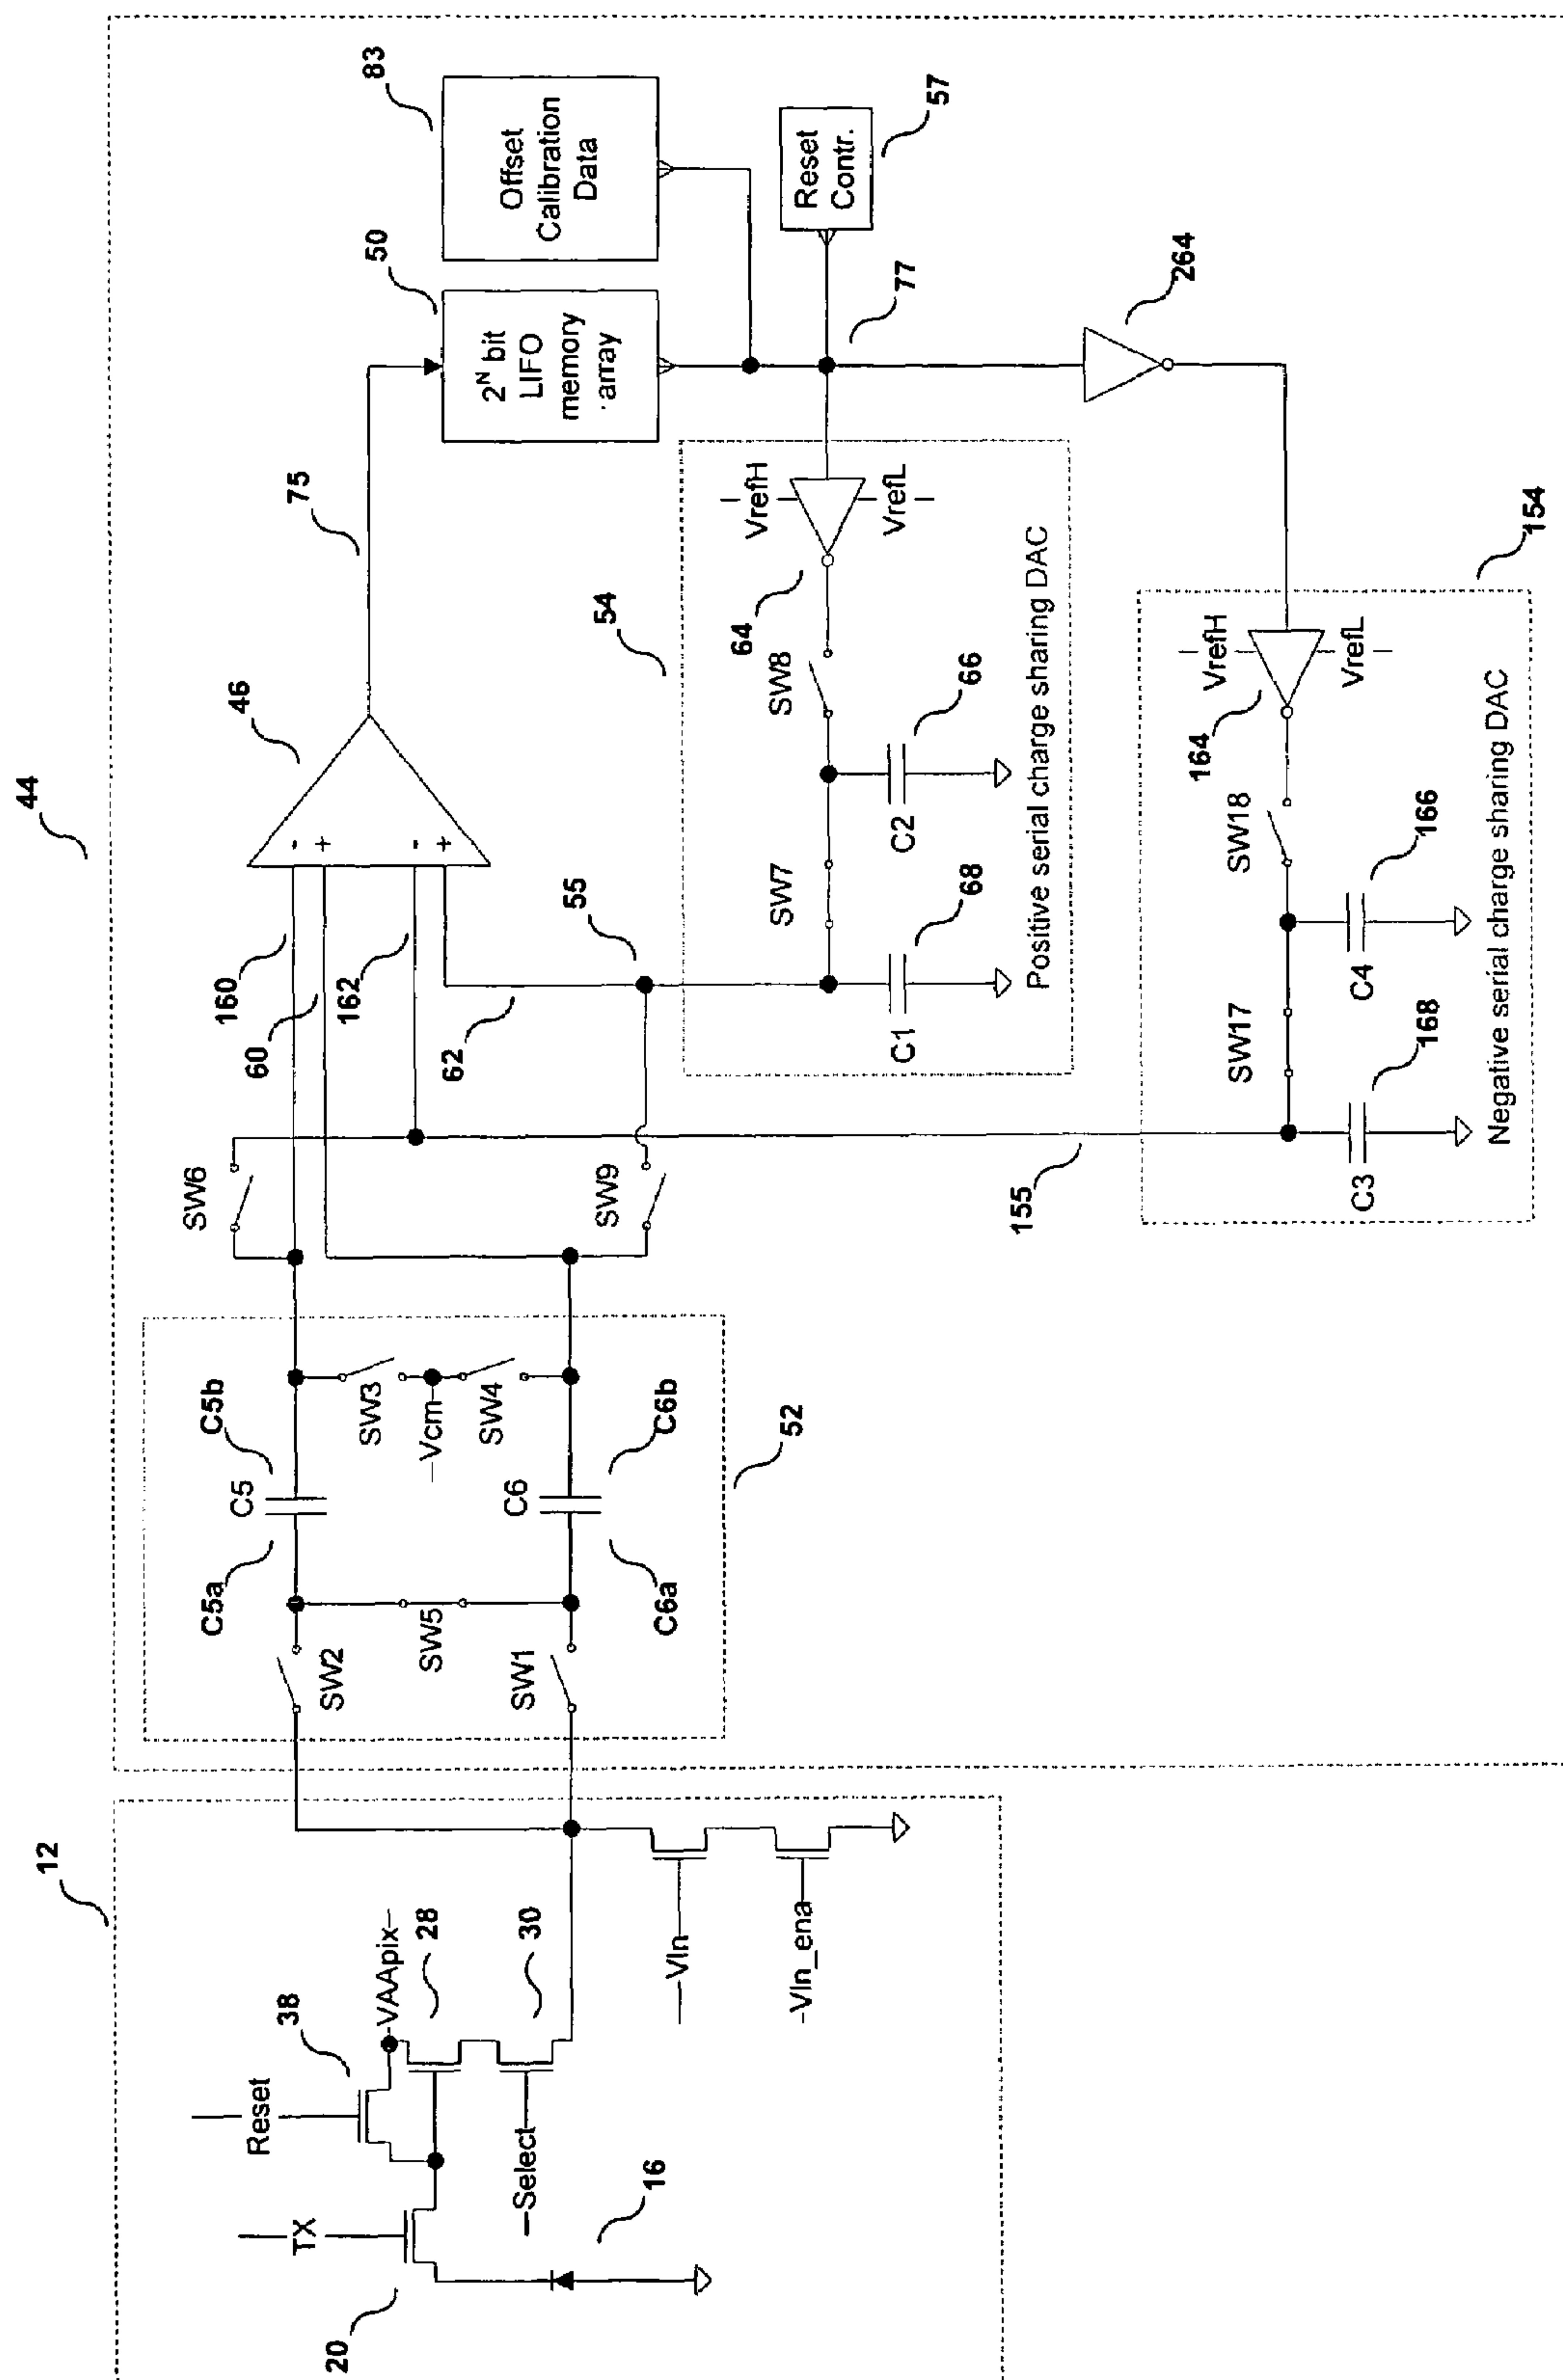 44
12
83
Offset
Calibration
Data
50
2^N bit
LIFO
memory
array
Reset
Contr.
57
77
264
75
46
-
+
-
+
160
60
162
62
55
54
VrefH
VrefL
64
SW8
66
C2
SW7
68
C1
Positive serial charge sharing DAC
154
VrefH
VrefL
164
SW18
166
C4
SW17
168
C3
Negative serial charge sharing DAC
155
SW6
SW9
C5b
C5
C5a
SW3
Vcm
SW4
C6b
C6
C6a
52
SW5
SW2
SW1
VAApix
28
30
38
Reset
Select
16
TX
20
Vln
Vln_ena